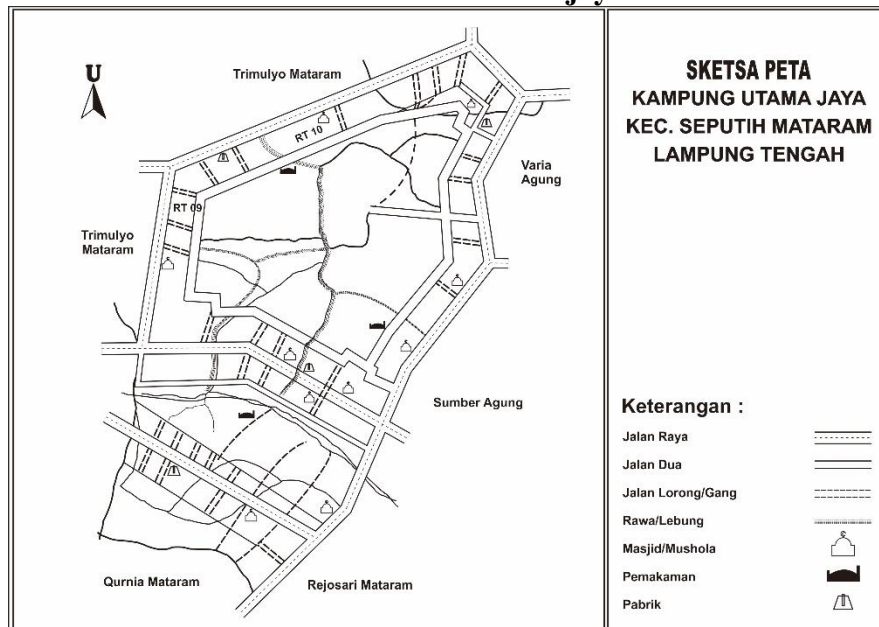 U
Trimulyo Mataram
RT 10
RT 09
Trimulyo
Mataram
Varia
Agung
Sumber Agung
Qurnia Mataram
Rejosari Mataram
SKETSA PETA
KAMPUNG UTAMA JAYA
KEC. SEPUTIH MATARAM
LAMPUNG TENGAH
Keterangan :
Jalan Raya
Jalan Dua
Jalan Lorong/Gang
Rawa/Lebung
Masjid/Mushola
Pemakaman
Pabrik